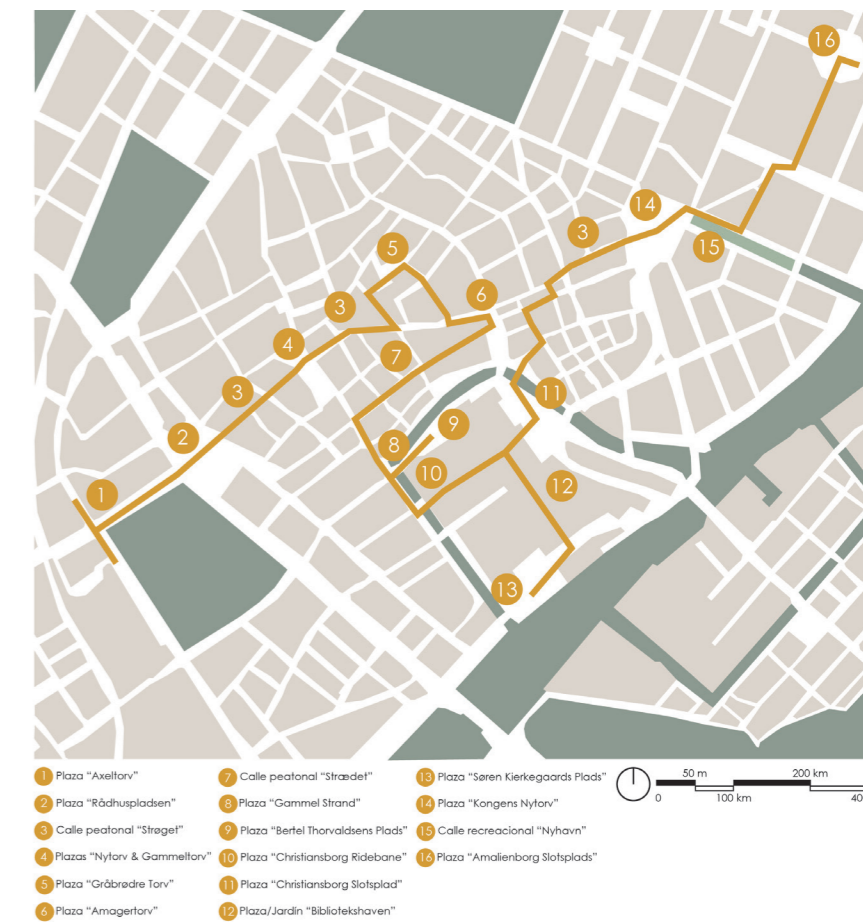 16
14
3
15
5
6
3
4
7
3
11
2
9
8
10
12
1
13
1 Plaza “Axeltorv”
2 Plaza “Rådhuspladsen”
3 Calle peatonal “Strøget”
4 Plazas “Nytorv & Gammeltorv”
5 Plaza “Gråbrødre Torv”
6 Plaza “Amagertorv”
7 Calle peatonal “Strædet”
8 Plaza “Gammel Strand”
9 Plaza “Bertel Thorvaldsens Plads”
10 Plaza “Christiansborg Ridebane”
11 Plaza “Christiansborg Slotsplad”
12 Plaza/Jardín “Bibliotekshaven”
13 Plaza “Søren Kierkegaards Plads”
14 Plaza “Kongens Nytorv”
15 Calle recreacional “Nyhavn”
16 Plaza “Amalienborg Slotsplads”
50 m 200 km
0 100 km